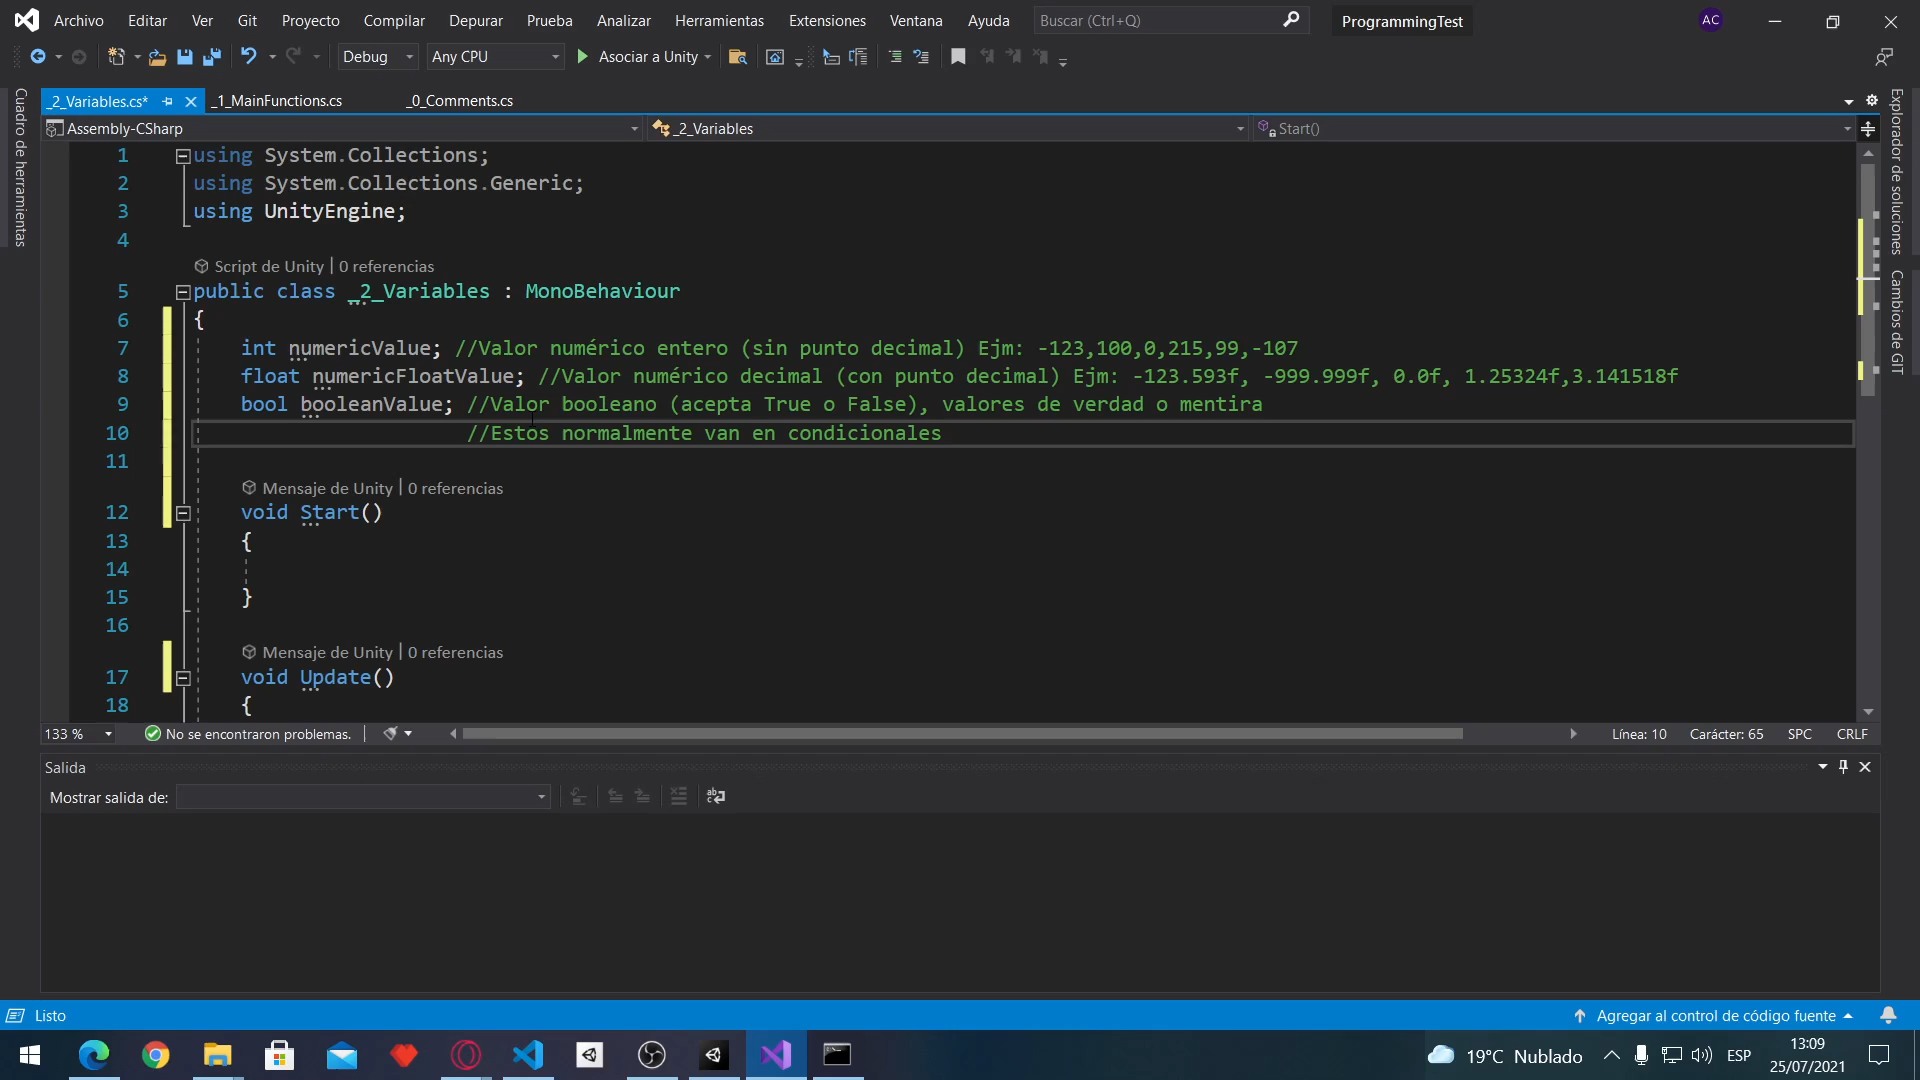 Archivo Editar Ver Git Proyecto Compilar Depurar Prueba Analizar Herramientas Extensiones Ventana Ayuda Buscar (Ctrl+Q) ProgrammingTest AC
Debug Any CPU Asociar a Unity
_2_Variables.cs* _1_MainFunctions.cs _0_Comments.cs
Assembly-CSharp _2_Variables Start()
Cuadro de herramientas
Explorador de soluciones
Cambios de GIT
1 using System.Collections;
2 using System.Collections.Generic;
3 using UnityEngine;
4
Script de Unity | 0 referencias
5 public class _2_Variables : MonoBehaviour
6 {
7 int numericValue; //Valor numérico entero (sin punto decimal) Ejm: -123,100,0,215,99,-107
8 float numericFloatValue; //Valor numérico decimal (con punto decimal) Ejm: -123.593f, -999.999f, 0.0f, 1.25324f,3.141518f
9 bool booleanValue; //Valor booleano (acepta True o False), valores de verdad o mentira
10 //Estos normalmente van en condicionales
11
Mensaje de Unity | 0 referencias
12 void Start()
13 {
14
15 }
16
Mensaje de Unity | 0 referencias
17 void Update()
18 {
133 % No se encontraron problemas. Línea: 10 Carácter: 65 SPC CRLF
Salida
Mostrar salida de:
Listo Agregar al control de código fuente
19°C Nublado ESP 13:09
25/07/2021